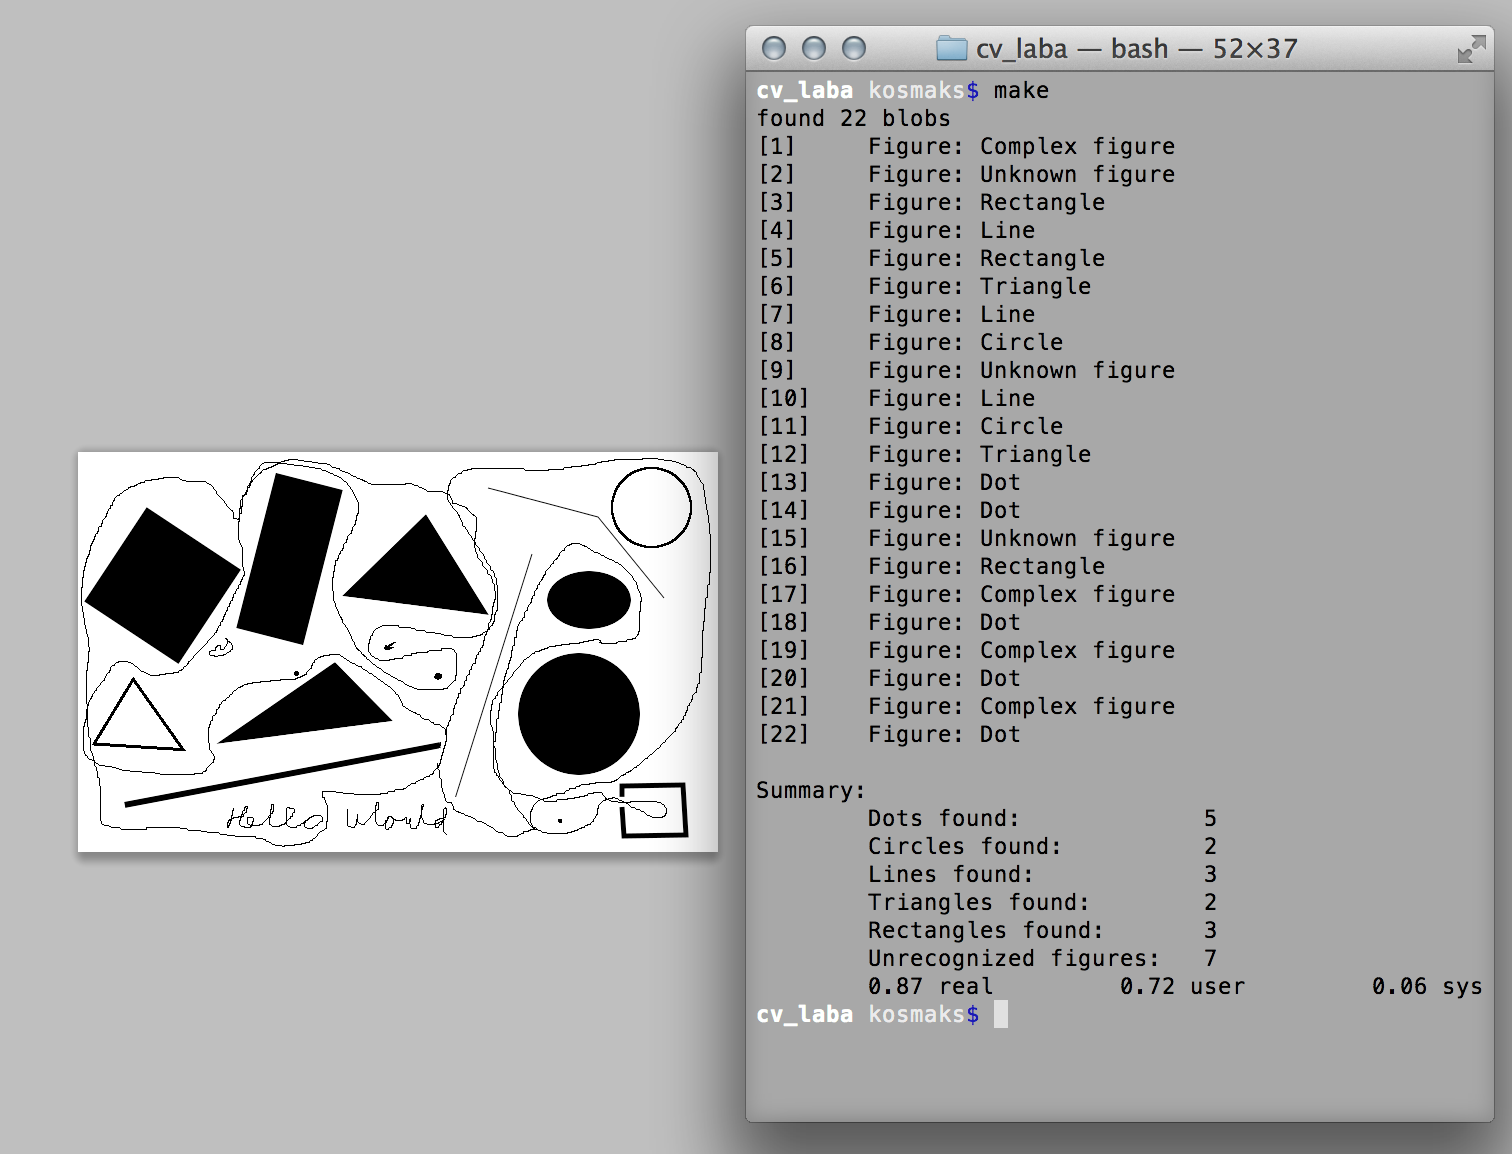 cv_laba — bash — 52×37
cv_laba kosmaks$ make
found 22 blobs
[1] Figure: Complex figure
[2] Figure: Unknown figure
[3] Figure: Rectangle
[4] Figure: Line
[5] Figure: Rectangle
[6] Figure: Triangle
[7] Figure: Line
[8] Figure: Circle
[9] Figure: Unknown figure
[10] Figure: Line
[11] Figure: Circle
[12] Figure: Triangle
[13] Figure: Dot
[14] Figure: Dot
[15] Figure: Unknown figure
[16] Figure: Rectangle
[17] Figure: Complex figure
[18] Figure: Dot
[19] Figure: Complex figure
[20] Figure: Dot
[21] Figure: Complex figure
[22] Figure: Dot
Summary:
Dots found: 5
Circles found: 2
Lines found: 3
Triangles found: 2
Rectangles found: 3
Unrecognized figures: 7
0.87 real 0.72 user 0.06 sys
cv_laba kosmaks$
Hello World